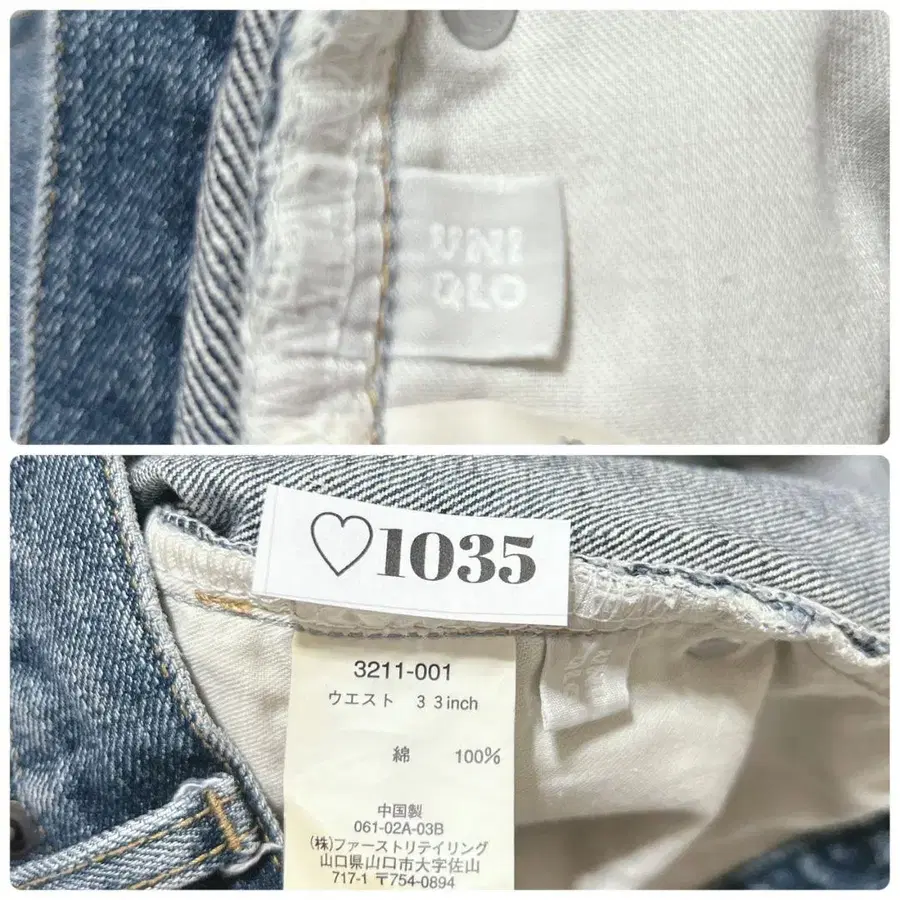 UNI
QLO
♡1035
3211-001
ウエスト 33inch
綿 100%
中国製
061-02A-03B
(株)ファーストリテイリング
山口県山口市大字佐山
717-1 〒754-0894